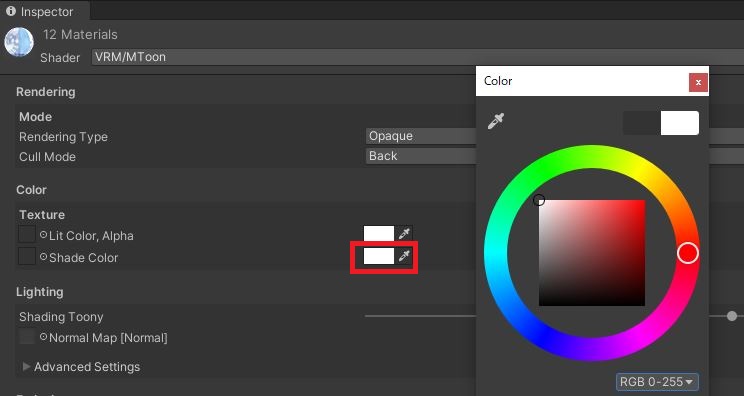 Inspector
12 Materials
Shader VRM/MToon
Color x
Rendering
Mode
Rendering Type Opaque
Cull Mode Back
Color
Texture
Lit Color, Alpha
Shade Color
Lighting
Shading Toony
Normal Map [Normal]
Advanced Settings
RGB 0-255